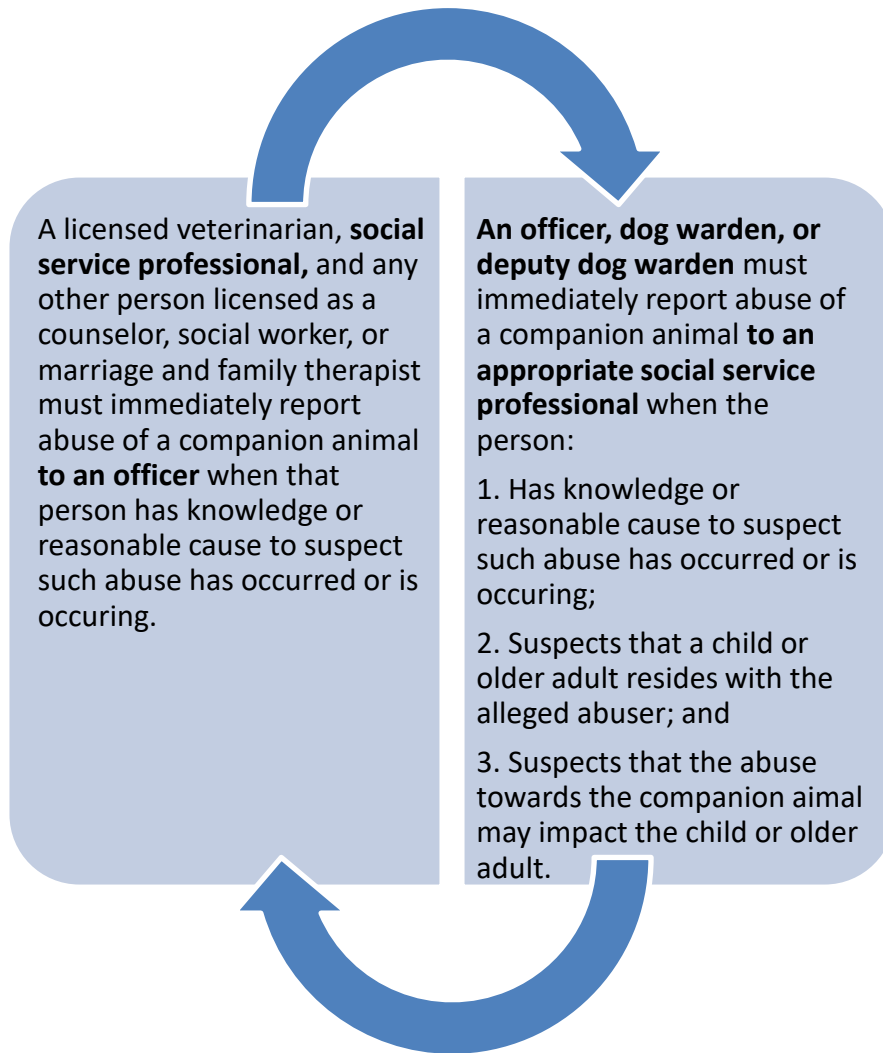 A licensed veterinarian, social
service professional, and any
other person licensed as a
counselor, social worker, or
marriage and family therapist
must immediately report
abuse of a companion animal
to an officer when that
person has knowledge or
reasonable cause to suspect
such abuse has occurred or is
occuring.
An officer, dog warden, or
deputy dog warden must
immediately report abuse of
a companion animal to an
appropriate social service
professional when the
person:
1. Has knowledge or
reasonable cause to suspect
such abuse has occurred or is
occuring;
2. Suspects that a child or
older adult resides with the
alleged abuser; and
3. Suspects that the abuse
towards the companion aimal
may impact the child or older
adult.